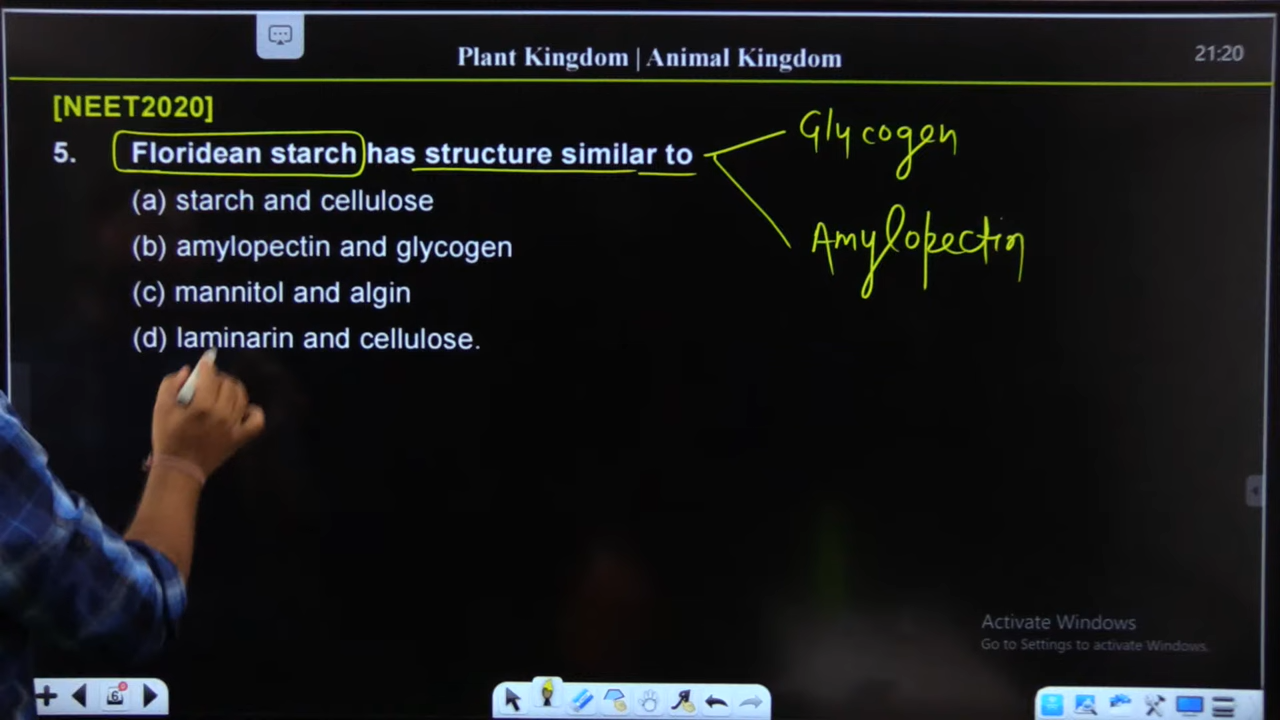 Plant Kingdom | Animal Kingdom
21:20
[NEET2020]
5. Floridean starch has structure similar to
Glycogen
Amylopectin
(a) starch and cellulose
(b) amylopectin and glycogen
(c) mannitol and algin
(d) laminarin and cellulose.
Activate Windows
Go to Settings to activate Windows.
6